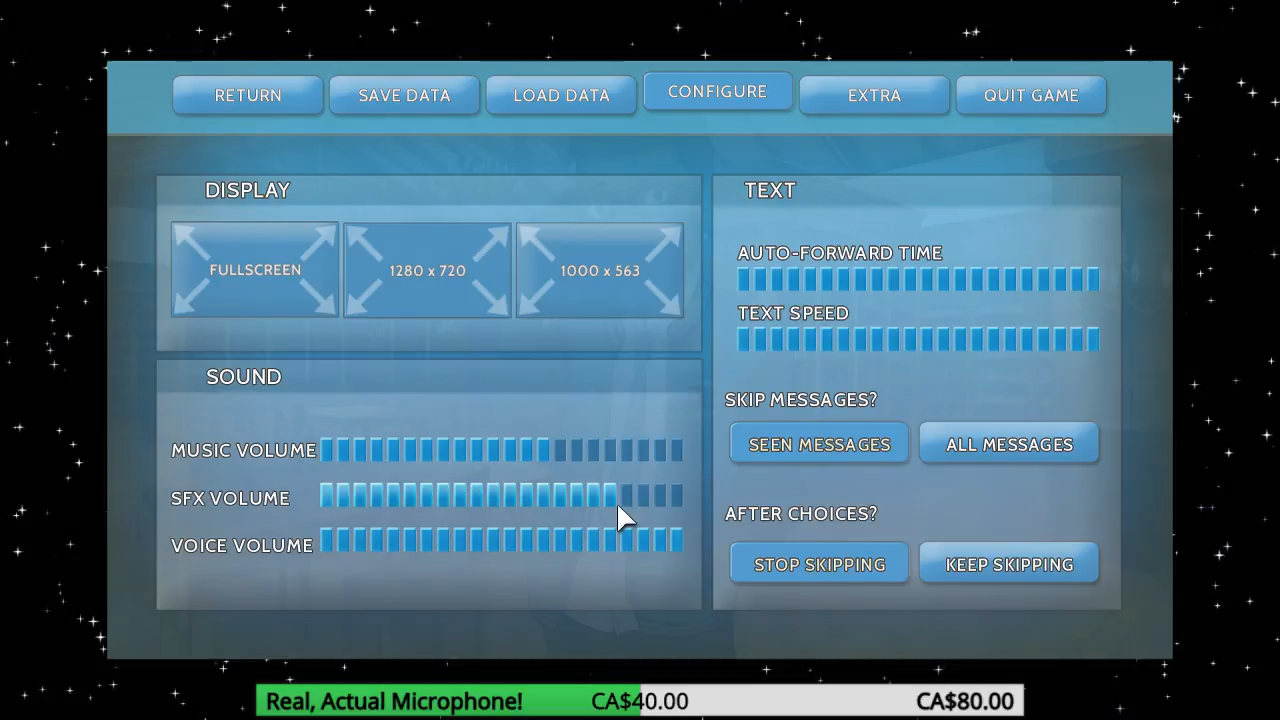 RETURN
SAVE DATA
LOAD DATA
CONFIGURE
EXTRA
QUIT GAME
DISPLAY
FULLSCREEN
1280 x 720
1000 x 563
SOUND
MUSIC VOLUME
SFX VOLUME
VOICE VOLUME
TEXT
AUTO-FORWARD TIME
TEXT SPEED
SKIP MESSAGES?
SEEN MESSAGES
ALL MESSAGES
AFTER CHOICES?
STOP SKIPPING
KEEP SKIPPING
Real, Actual Microphone! CA$40.00 CA$80.00